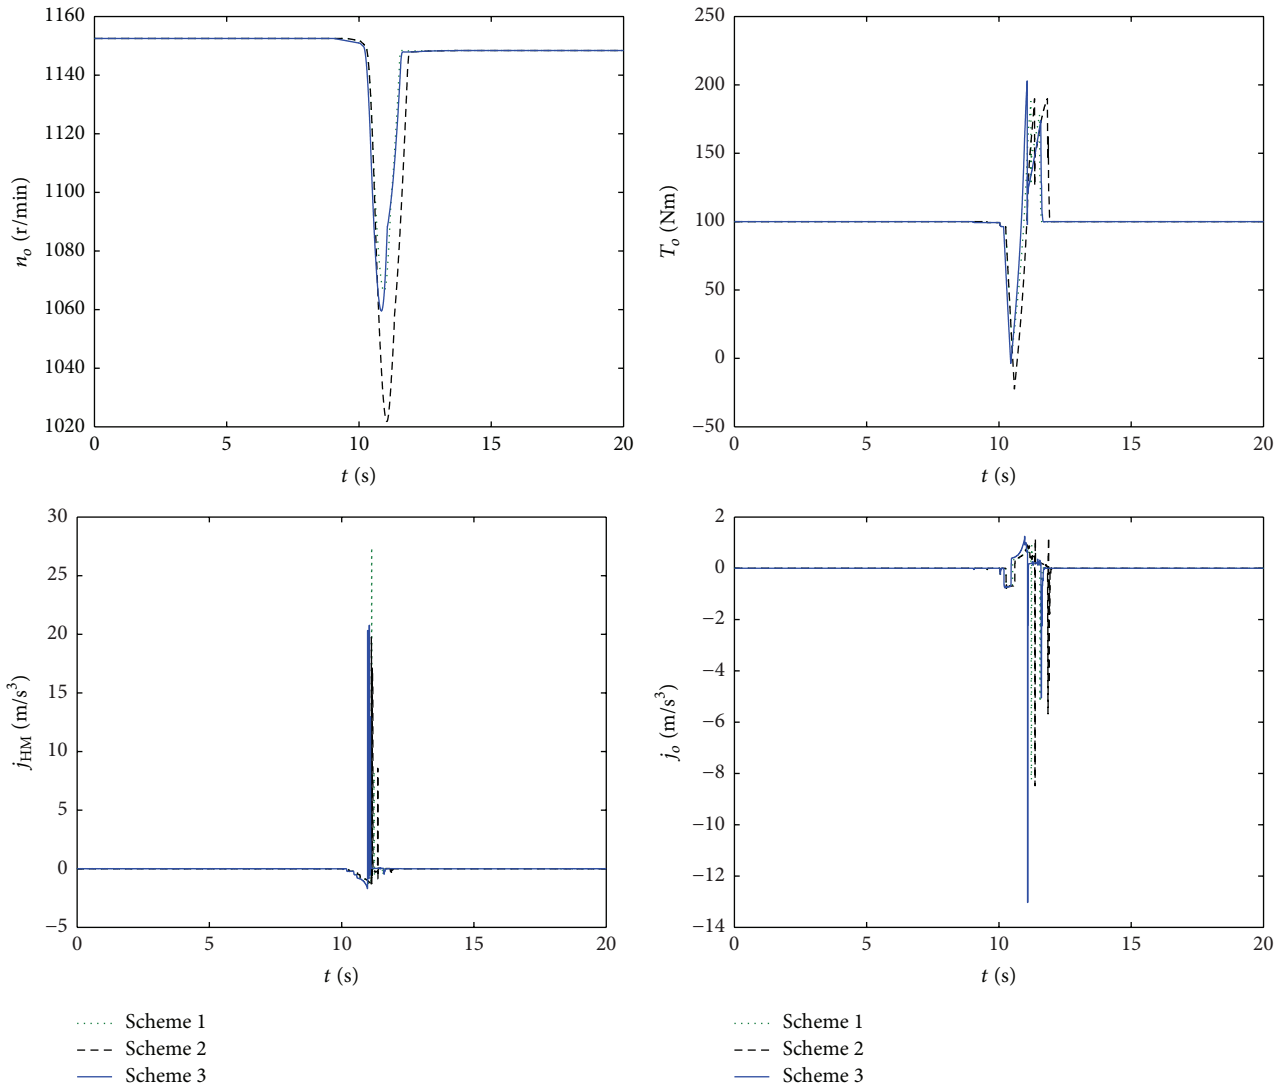 1160
1140
1120
1100
1080
1060
1040
1020
n_o (r/min)
0 5 10 15 20
t (s)
250
200
150
100
50
0
−50
T_o (Nm)
0 5 10 15 20
t (s)
30
25
20
15
10
5
0
−5
j_HM (m/s³)
0 5 10 15 20
t (s)
2
0
−2
−4
−6
−8
−10
−12
−14
j_o (m/s³)
0 5 10 15 20
t (s)
Scheme 1
Scheme 2
Scheme 3
Scheme 1
Scheme 2
Scheme 3